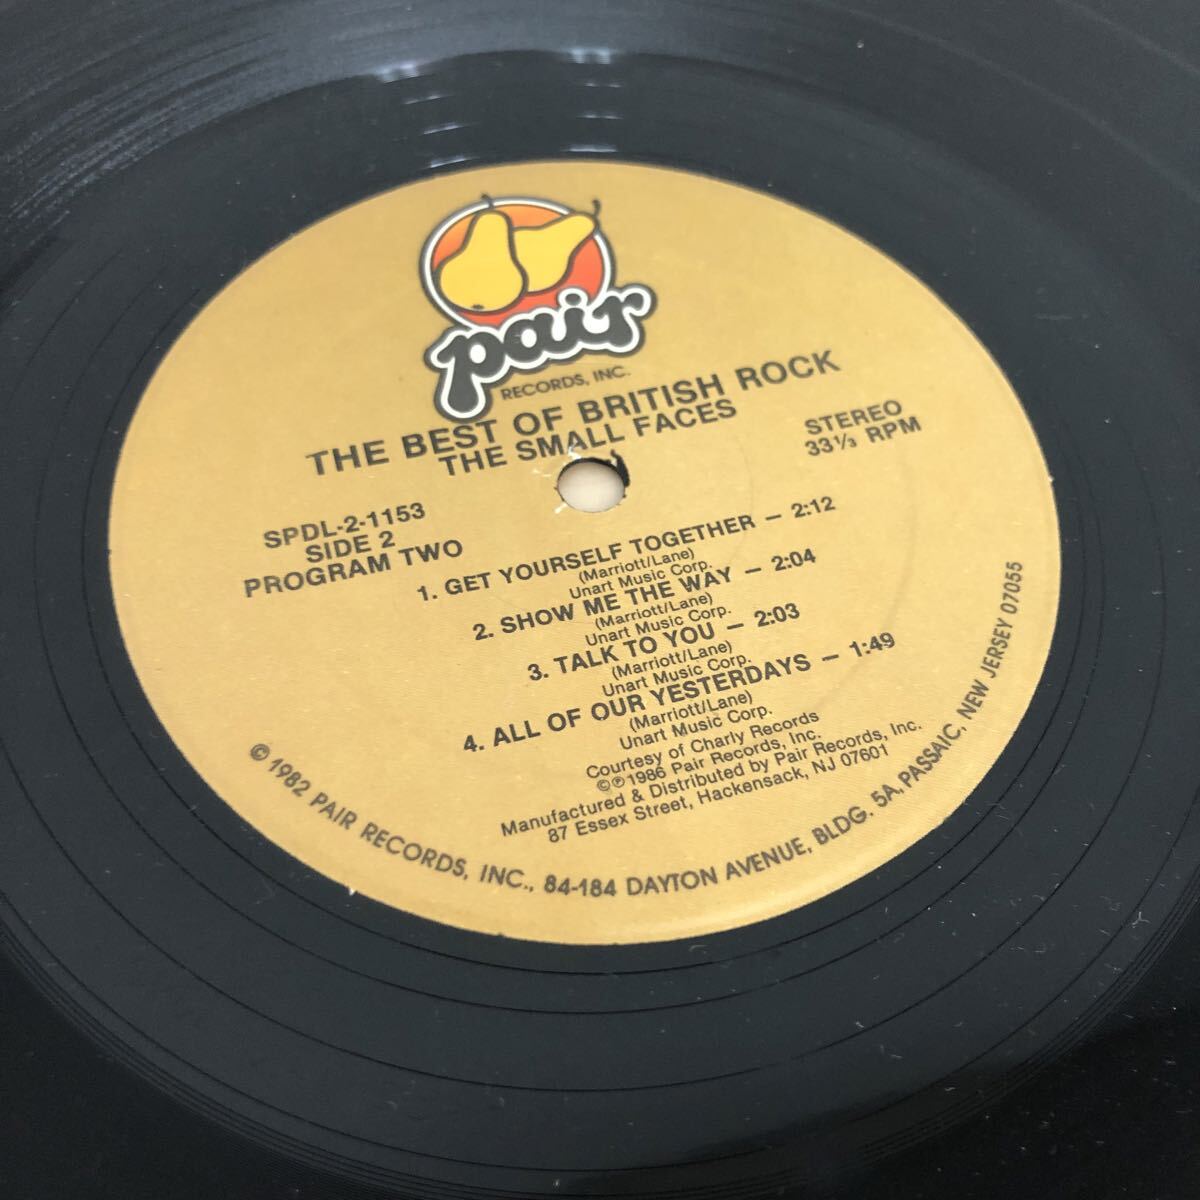 pair
RECORDS, INC.
THE BEST OF BRITISH ROCK
THE SMALL FACES
STEREO
33⅓ RPM
SPDL-2-1153
SIDE 2
PROGRAM TWO
1. GET YOURSELF TOGETHER – 2:12
(Marriott/Lane)
Unart Music Corp.
2. SHOW ME THE WAY – 2:04
(Marriott/Lane)
Unart Music Corp.
3. TALK TO YOU – 2:03
(Marriott/Lane)
Unart Music Corp.
4. ALL OF OUR YESTERDAYS – 1:49
(Marriott/Lane)
Unart Music Corp.
Courtesy of Charly Records
©℗1986 Pair Records, Inc.
Manufactured & Distributed by Pair Records, Inc.
87 Essex Street, Hackensack, NJ 07601
© 1982 PAIR RECORDS, INC., 84-184 DAYTON AVENUE, BLDG. 5A, PASSAIC, NEW JERSEY 07055